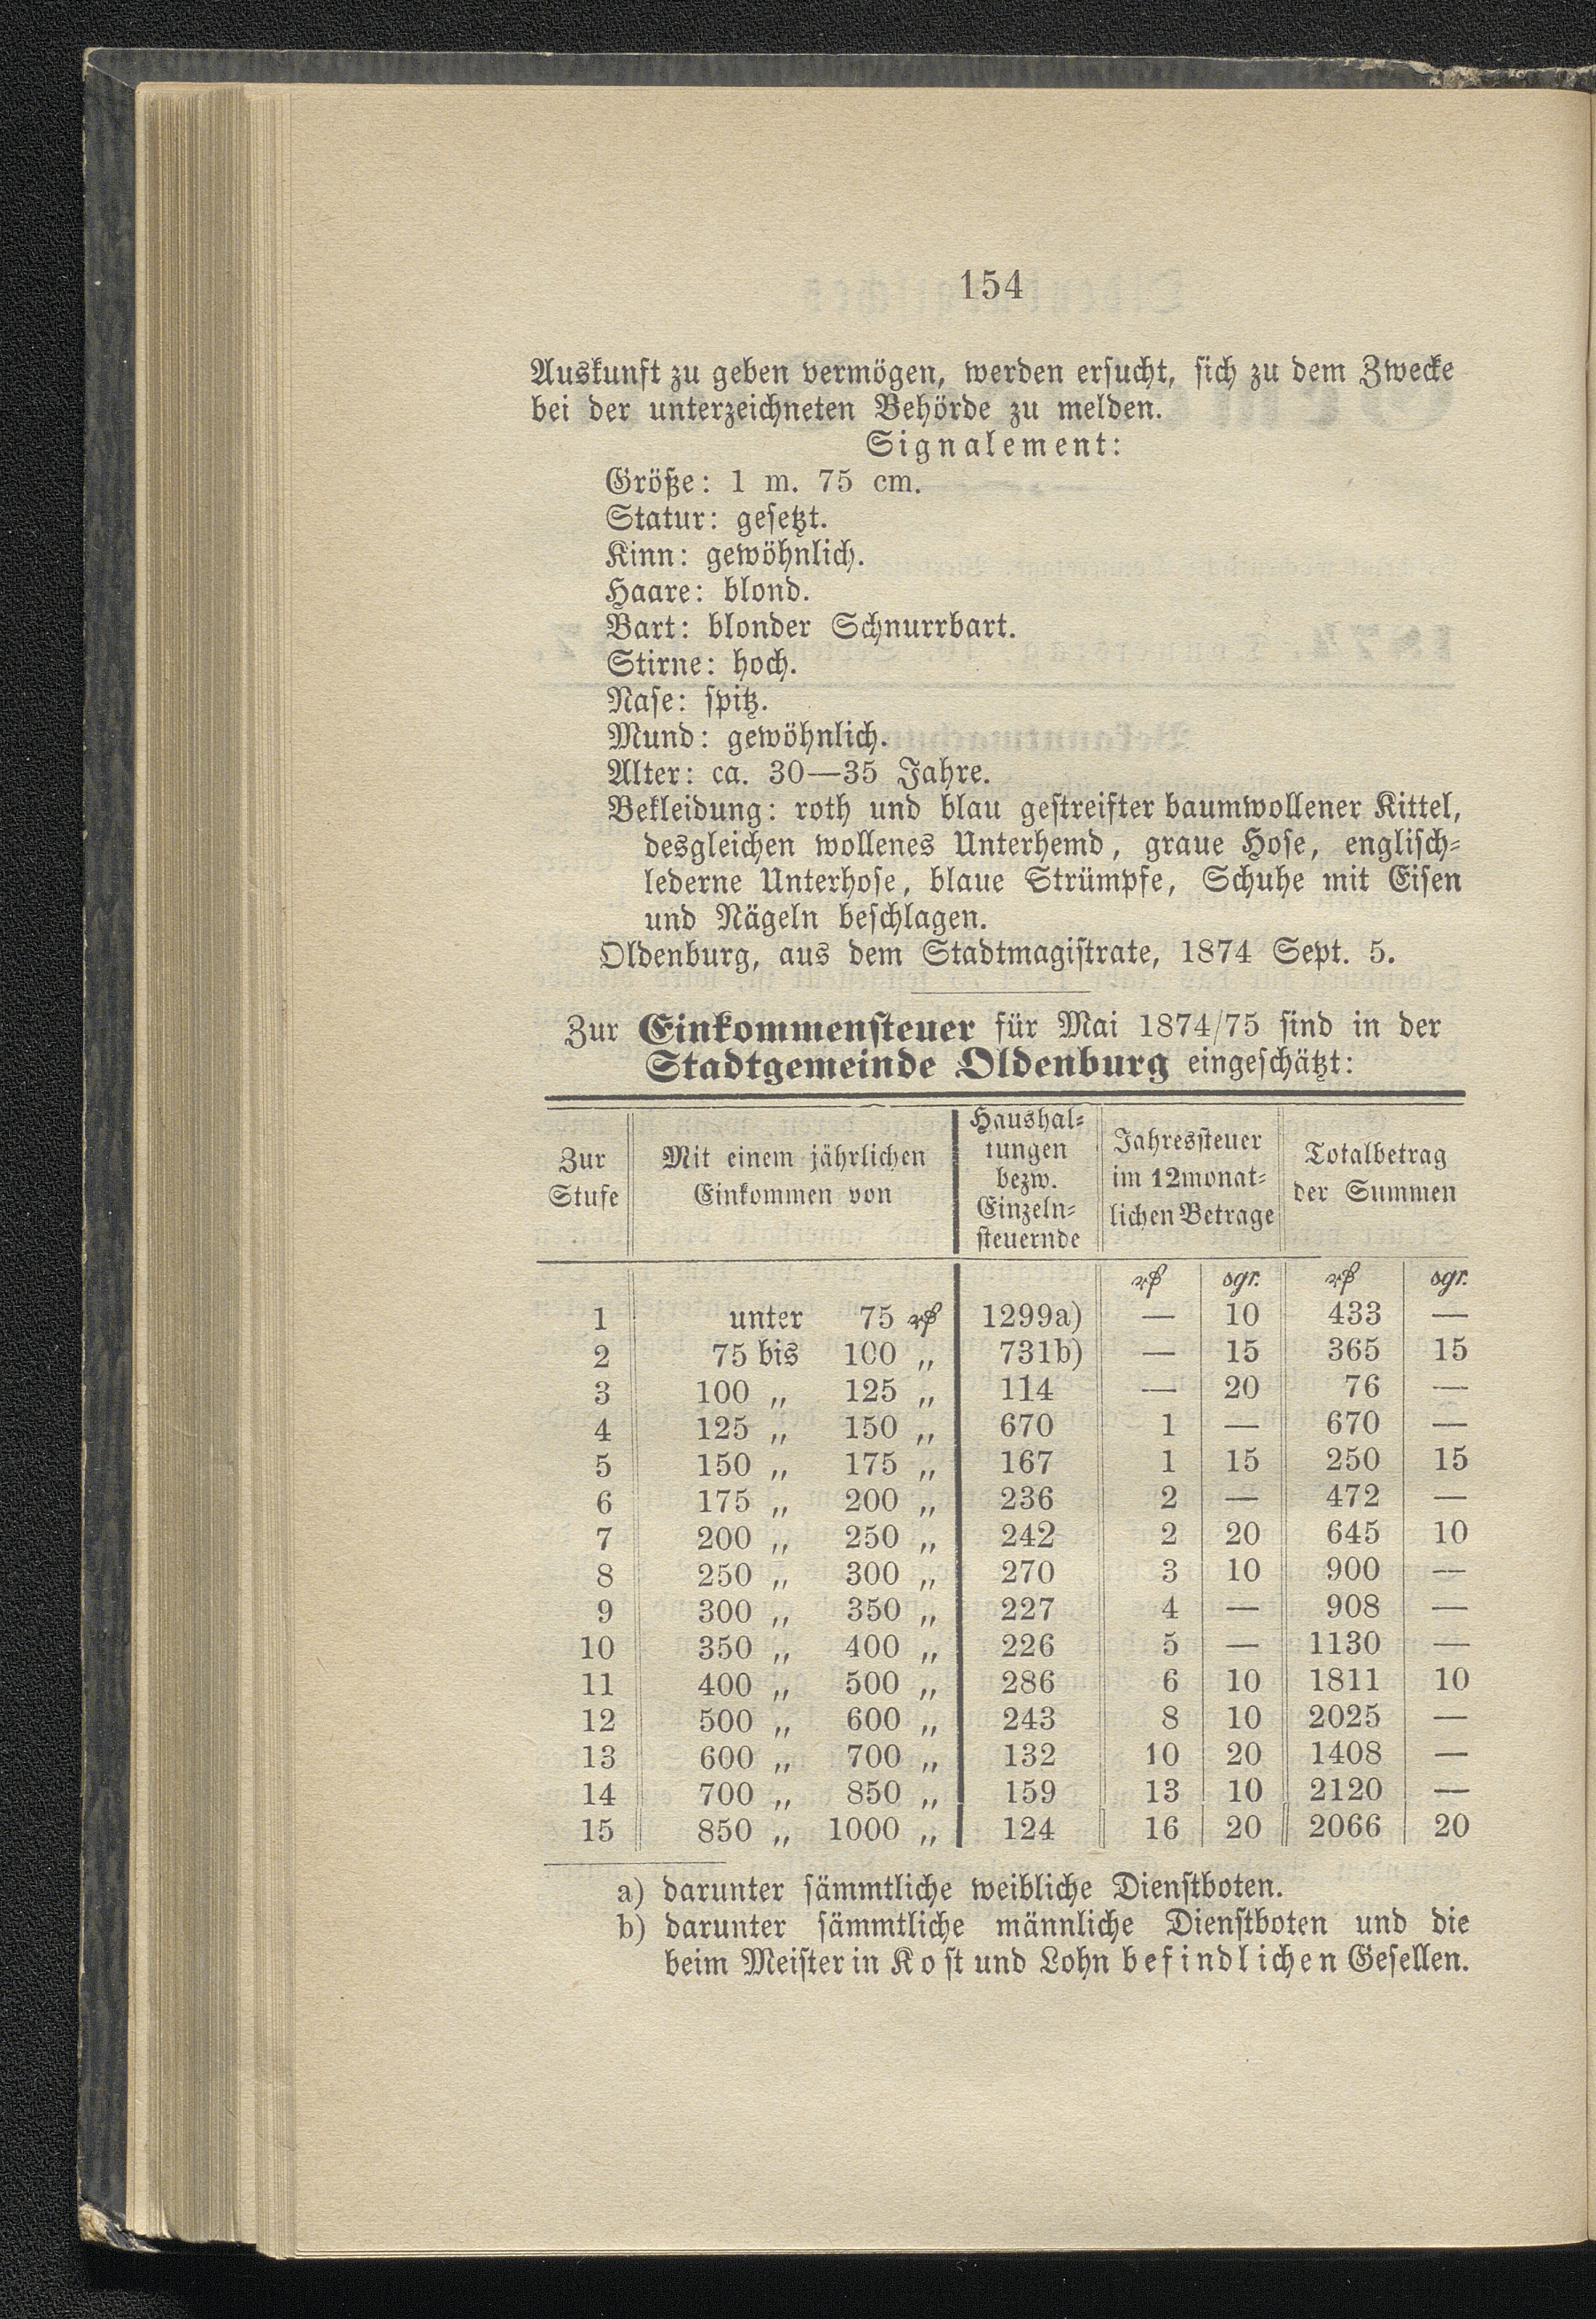 154
Auskunft zu geben vermögen, werden ersucht, sich zu dem Zwecke
bei der unterzeichneten Behörde zu melden.
Signalement:
Größe: 1 m. 75 cm.
Statur: gesetzt.
Kinn: gewöhnlich.
Haare: blond.
Bart: blonder Schnurrbart.
Stirne: hoch.
Nase: spitz.
Mund: gewöhnlich.
Alter: ca. 30—35 Jahre.
Bekleidung: roth und blau gestreifter baumwollener Kittel,
desgleichen wollenes Unterhemd, graue Hose, englisch-
lederne Unterhose, blaue Strümpfe, Schuhe mit Eisen
und Nägeln beschlagen.
Oldenburg, aus dem Stadtmagistrate, 1874 Sept. 5.
Zur Einkommensteuer für Mai 1874/75 sind in der
Stadtgemeinde Oldenburg eingeschätzt:
Zur
Stufe
Mit einem jährlichen
Einkommen von
Haushal-
tungen
bezw.
Einzeln-
steuernde
Jahressteuer
im 12monat-
lichen Betrage
Totalbetrag
der Summen
₰ sgr. ₰ sgr.
1 unter 75 ₰ 1299a) — 10 433 —
2 75 bis 100 „ 731b) — 15 365 15
3 100 „ 125 „ 114 — 20 76 —
4 125 „ 150 „ 670 1 — 670 —
5 150 „ 175 „ 167 1 15 250 15
6 175 „ 200 „ 236 2 — 472 —
7 200 „ 250 „ 242 2 20 645 10
8 250 „ 300 „ 270 3 10 900 —
9 300 „ 350 „ 227 4 — 908 —
10 350 „ 400 „ 226 5 — 1130 —
11 400 „ 500 „ 286 6 10 1811 10
12 500 „ 600 „ 243 8 10 2025 —
13 600 „ 700 „ 132 10 20 1408 —
14 700 „ 850 „ 159 13 10 2120 —
15 850 „ 1000 „ 124 16 20 2066 20
a) darunter sämmtliche weibliche Dienstboten.
b) darunter sämmtliche männliche Dienstboten und die
beim Meister in Kost und Lohn befindlichen Gesellen.